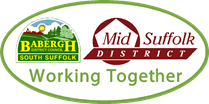 BABERGH
DISTRICT COUNCIL
SOUTH SUFFOLK
Mid Suffolk
DISTRICT
Working Together